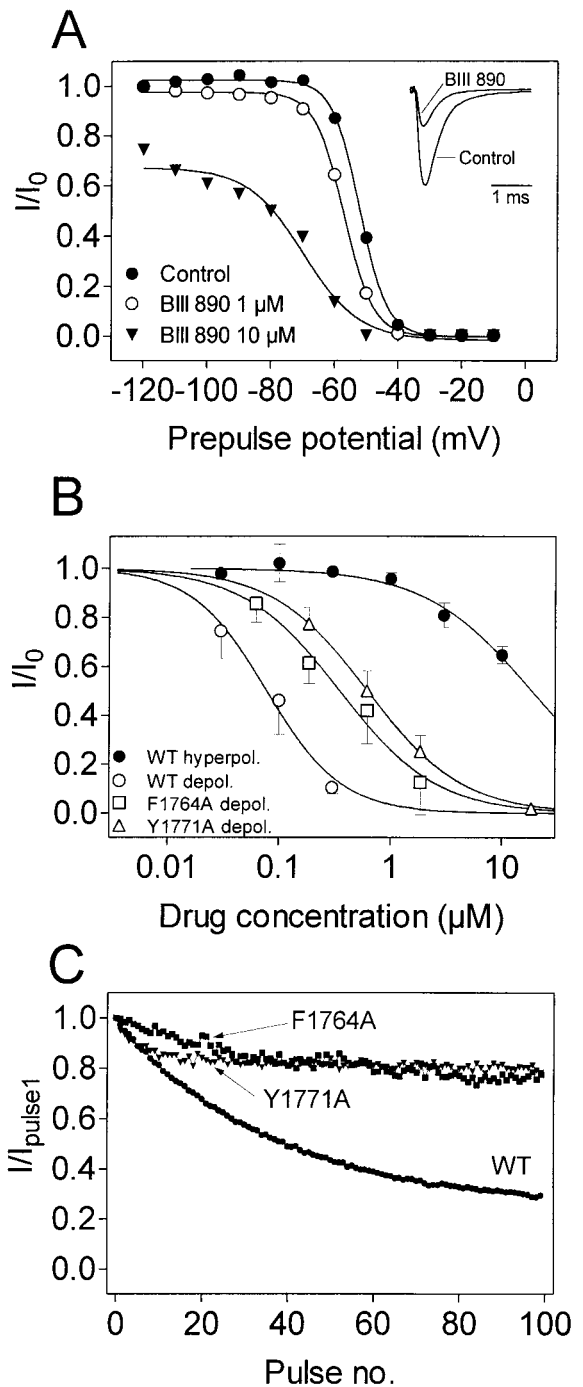 A
I/I0
1.0
0.8
0.6
0.4
0.2
0.0
BIII 890
Control
1 ms
Control
BIII 890 1 µM
BIII 890 10 µM
-120 -100 -80 -60 -40 -20 0
Prepulse potential (mV)
B
I/I0
1.0
0.8
0.6
0.4
0.2
0.0
WT hyperpol.
WT depol.
F1764A depol.
Y1771A depol.
0.01 0.1 1 10
Drug concentration (µM)
C
I/Ipulse1
1.0
0.8
0.6
0.4
0.2
0.0
F1764A
Y1771A
WT
0 20 40 60 80 100
Pulse no.